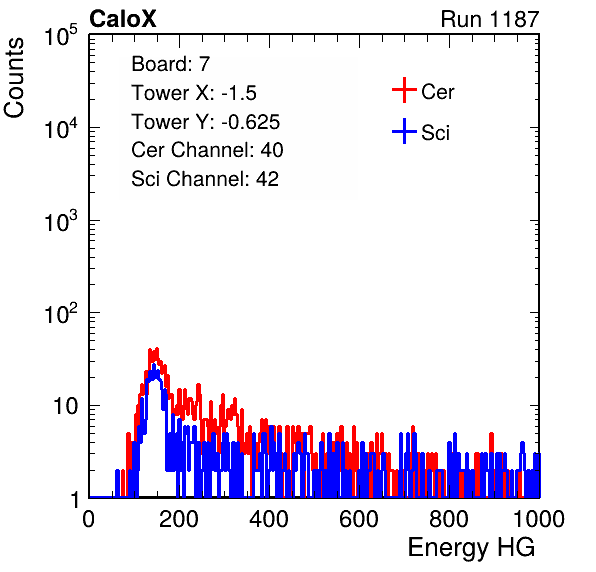 CaloX Run 1187
Counts
Board: 7
Tower X: -1.5
Tower Y: -0.625
Cer Channel: 40
Sci Channel: 42
Cer
Sci
10^5
10^4
10^3
10^2
10
1
0 200 400 600 800 1000
Energy HG